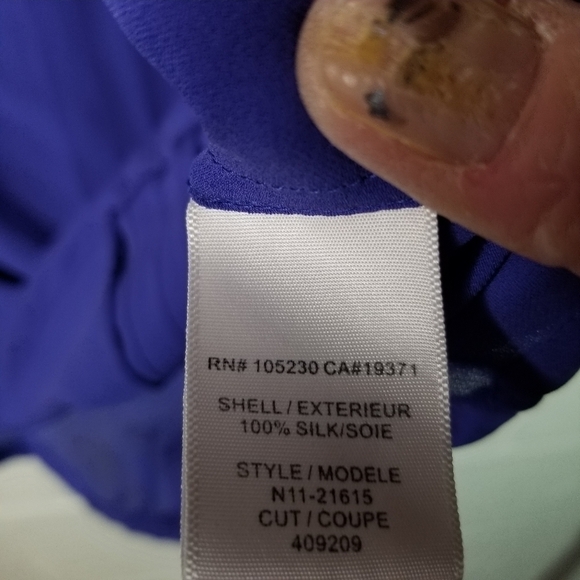 RN# 105230 CA#19371
SHELL / EXTERIEUR
100% SILK/SOIE
STYLE / MODELE
N11-21615
CUT / COUPE
409209